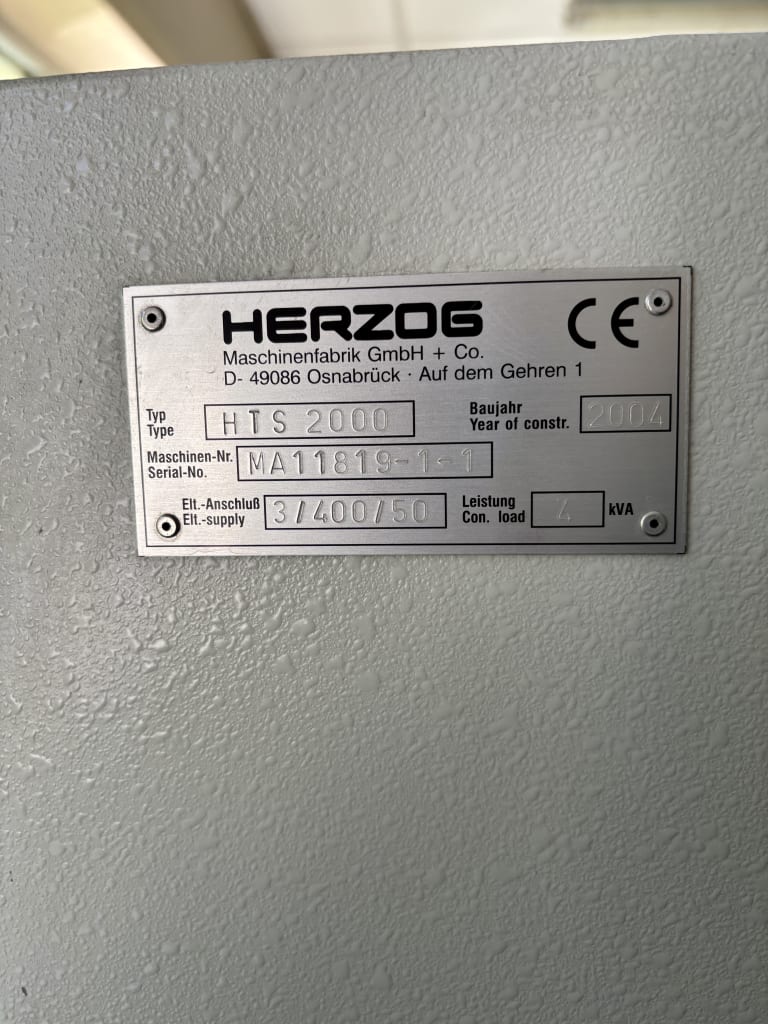 HERZOG CE
Maschinenfabrik GmbH + Co.
D- 49086 Osnabrück · Auf dem Gehren 1
Typ
Type HTS 2000
Baujahr
Year of constr. 2004
Maschinen-Nr.
Serial-No. MA11819-1-1
Elt.-Anschluß
Elt.-supply 3/400/50
Leistung
Con. load 4 kVA